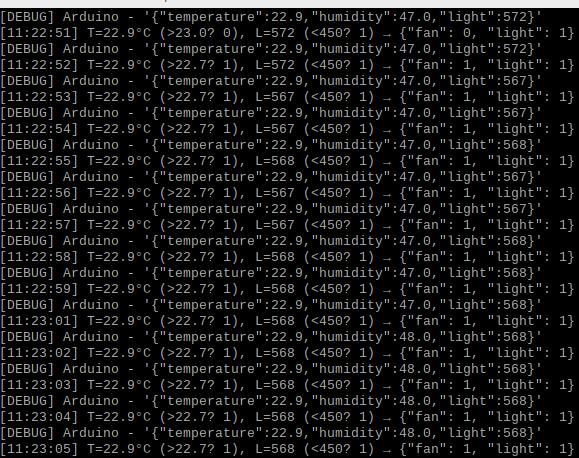 [DEBUG] Arduino - '{"temperature":22.9,"humidity":47.0,"light":572}'
[11:22:51] T=22.9°C (>23.0? 0), L=572 (<450? 1) → {"fan": 0, "light": 1}
[DEBUG] Arduino - '{"temperature":22.9,"humidity":47.0,"light":572}'
[11:22:52] T=22.9°C (>22.7? 1), L=572 (<450? 1) → {"fan": 1, "light": 1}
[DEBUG] Arduino - '{"temperature":22.9,"humidity":47.0,"light":567}'
[11:22:53] T=22.9°C (>22.7? 1), L=567 (<450? 1) → {"fan": 1, "light": 1}
[DEBUG] Arduino - '{"temperature":22.9,"humidity":47.0,"light":567}'
[11:22:54] T=22.9°C (>22.7? 1), L=567 (<450? 1) → {"fan": 1, "light": 1}
[DEBUG] Arduino - '{"temperature":22.9,"humidity":47.0,"light":568}'
[11:22:55] T=22.9°C (>22.7? 1), L=568 (<450? 1) → {"fan": 1, "light": 1}
[DEBUG] Arduino - '{"temperature":22.9,"humidity":47.0,"light":567}'
[11:22:56] T=22.9°C (>22.7? 1), L=567 (<450? 1) → {"fan": 1, "light": 1}
[DEBUG] Arduino - '{"temperature":22.9,"humidity":47.0,"light":567}'
[11:22:57] T=22.9°C (>22.7? 1), L=567 (<450? 1) → {"fan": 1, "light": 1}
[DEBUG] Arduino - '{"temperature":22.9,"humidity":47.0,"light":568}'
[11:22:58] T=22.9°C (>22.7? 1), L=568 (<450? 1) → {"fan": 1, "light": 1}
[DEBUG] Arduino - '{"temperature":22.9,"humidity":47.0,"light":568}'
[11:22:59] T=22.9°C (>22.7? 1), L=568 (<450? 1) → {"fan": 1, "light": 1}
[DEBUG] Arduino - '{"temperature":22.9,"humidity":47.0,"light":568}'
[11:23:01] T=22.9°C (>22.7? 1), L=568 (<450? 1) → {"fan": 1, "light": 1}
[DEBUG] Arduino - '{"temperature":22.9,"humidity":48.0,"light":568}'
[11:23:02] T=22.9°C (>22.7? 1), L=568 (<450? 1) → {"fan": 1, "light": 1}
[DEBUG] Arduino - '{"temperature":22.9,"humidity":48.0,"light":568}'
[11:23:03] T=22.9°C (>22.7? 1), L=568 (<450? 1) → {"fan": 1, "light": 1}
[DEBUG] Arduino - '{"temperature":22.9,"humidity":48.0,"light":568}'
[11:23:04] T=22.9°C (>22.7? 1), L=568 (<450? 1) → {"fan": 1, "light": 1}
[DEBUG] Arduino - '{"temperature":22.9,"humidity":48.0,"light":568}'
[11:23:05] T=22.9°C (>22.7? 1), L=568 (<450? 1) → {"fan": 1, "light": 1}